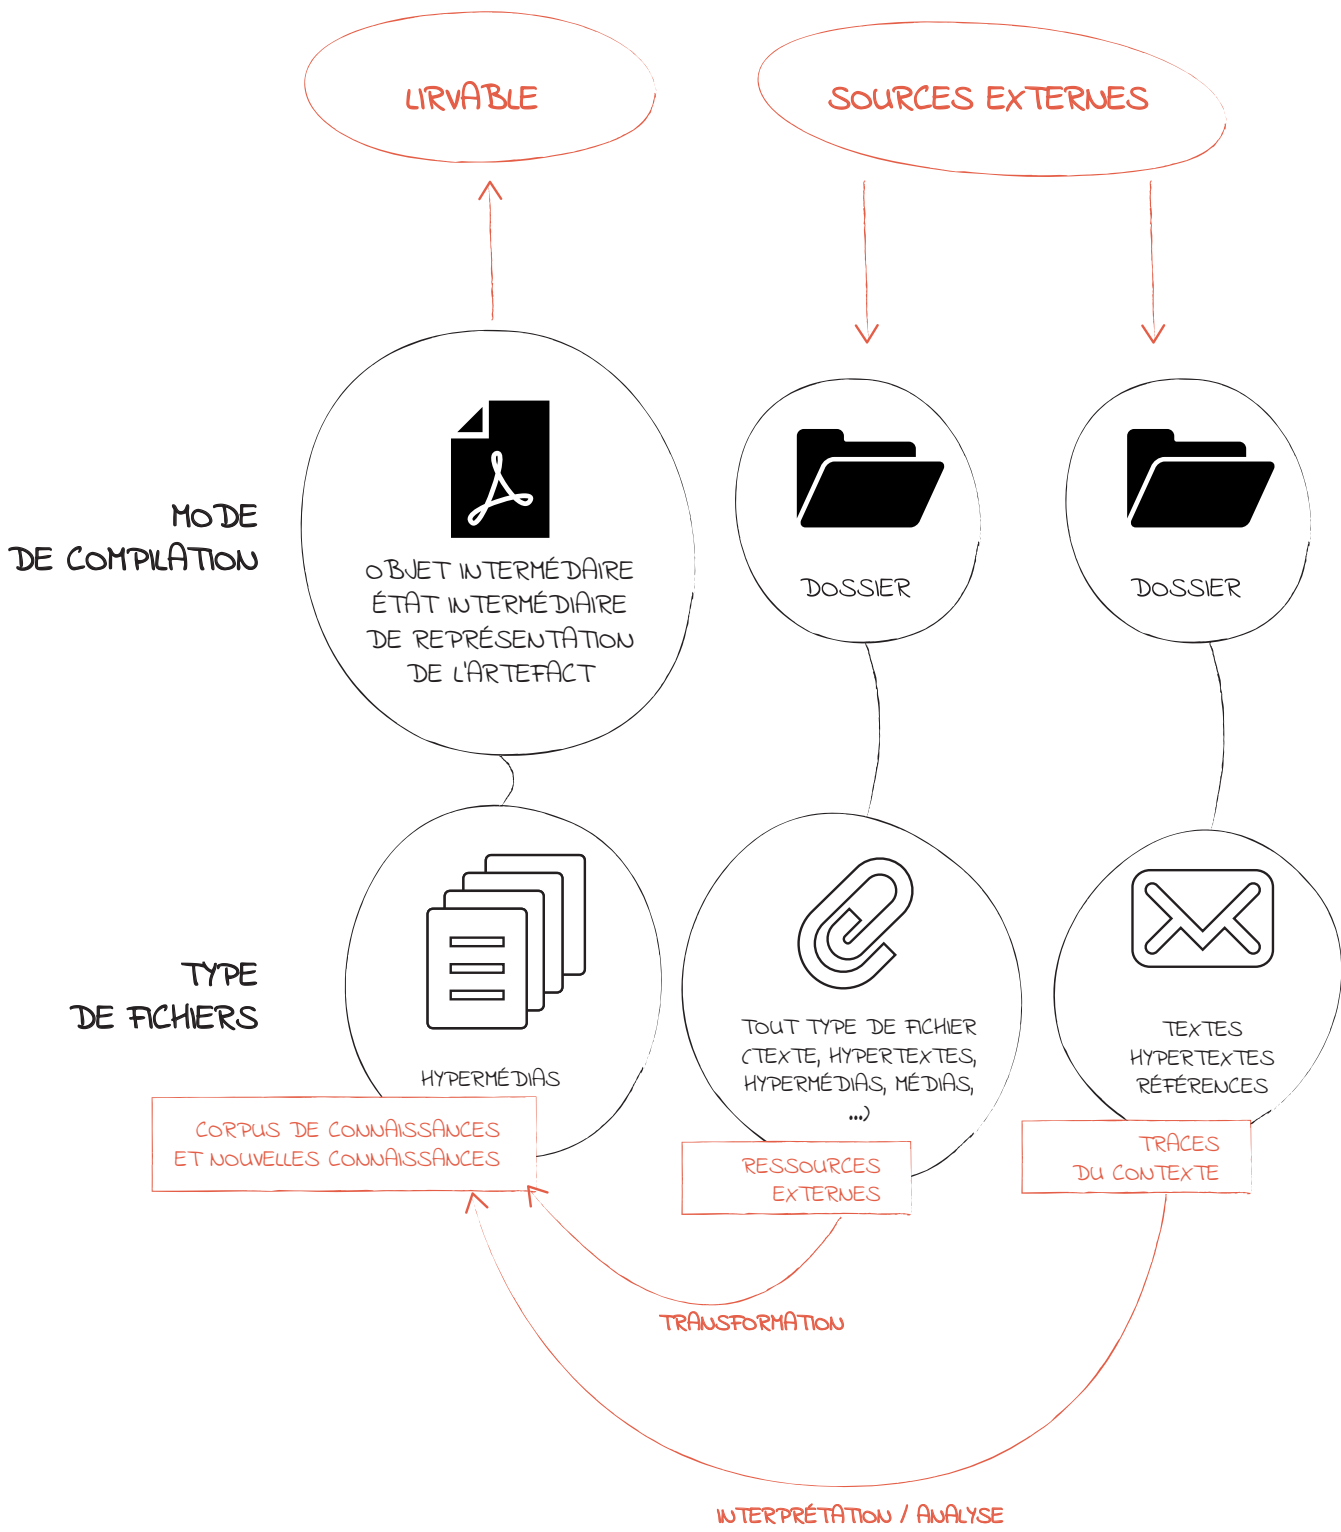 LIRVABLE
SOURCES EXTERNES
MODE
DE COMPILATION
OBJET INTERMÉDAIRE
ÉTAT INTERMÉDIAIRE
DE REPRÉSENTATION
DE L'ARTEFACT
DOSSIER
DOSSIER
TYPE
DE FICHIERS
HYPERMÉDIAS
CORPUS DE CONNAISSANCES
ET NOUVELLES CONNAISSANCES
TOUT TYPE DE FICHIER
(TEXTE, HYPERTEXTES,
HYPERMÉDIAS, MÉDIAS,
...)
RESSOURCES
EXTERNES
TEXTES
HYPERTEXTES
RÉFÉRENCES
TRACES
DU CONTEXTE
TRANSFORMATION
INTERPRÉTATION / ANALYSE